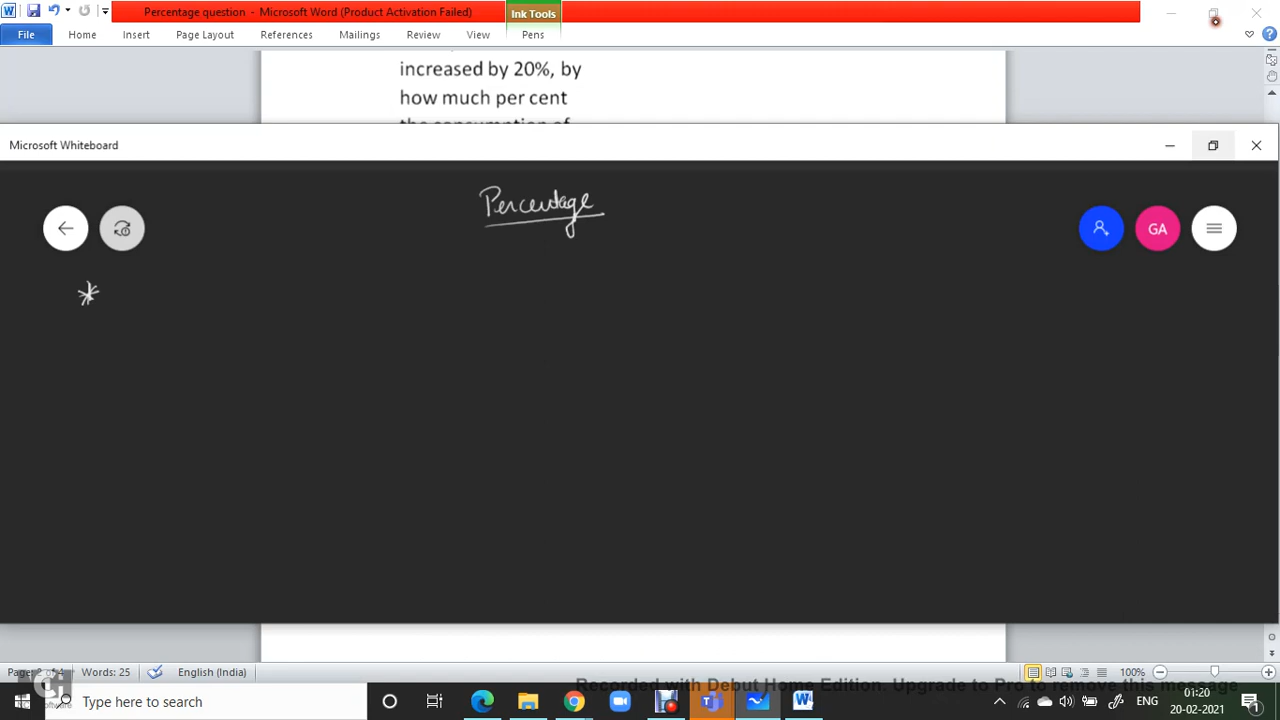 Percentage question - Microsoft Word (Product Activation Failed)
Ink Tools
File
Home
Insert
Page Layout
References
Mailings
Review
View
Pens
increased by 20%, by
how much per cent
the consumption of
Microsoft Whiteboard
Percentage
GA
*
Words: 25
English (India)
100%
Recorded with Debut Home Edition. Upgrade to Pro to remove this message
Type here to search
ENG
01:20
20-02-2021